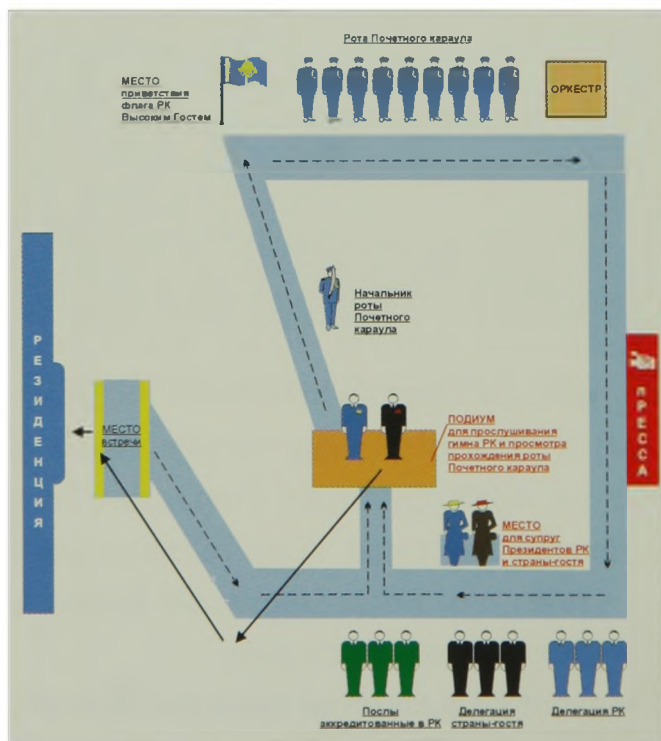 Рота Почетного караула
МЕСТО
приветствия
флага РК
Высоким Гостем
ОРКЕСТР
Начальник
роты
Почетного
караула
РЕЗИДЕНЦИЯ
ПРЕССА
МЕСТО
встречи
ПОДИУМ
для прослушивания
гимна РК и просмотра
прохождения роты
Почетного караула
МЕСТО
для супруг
Президентов РК
и страны-гостя
Послы
аккредитованные в РК
Делегация
страны-гостя
Делегация РК